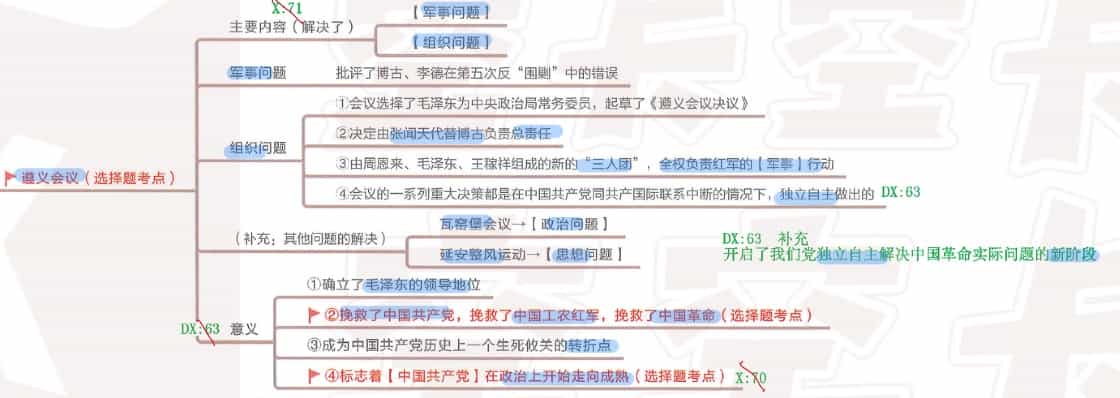 X:71
主要内容（解决了）
【军事问题】
【组织问题】
军事问题
批评了博古、李德在第五次反“围剿”中的错误
组织问题
①会议选择了毛泽东为中央政治局常务委员，起草了《遵义会议决议》
②决定由张闻天代替博古负责总责任
③由周恩来、毛泽东、王稼祥组成的新的“三人团”，全权负责红军的【军事】行动
④会议的一系列重大决策都是在中国共产党同共产国际联系中断的情况下，独立自主做出的 DX:63
遵义会议（选择题考点）
（补充：其他问题的解决）
瓦窑堡会议→【政治问题】
延安整风运动→【思想问题】
DX:63 补充
开启了我们党独立自主解决中国革命实际问题的新阶段
DX:63 意义
①确立了毛泽东的领导地位
②挽救了中国共产党，挽救了中国工农红军，挽救了中国革命（选择题考点）
③成为中国共产党历史上一个生死攸关的转折点
④标志着【中国共产党】在政治上开始走向成熟（选择题考点） X:70